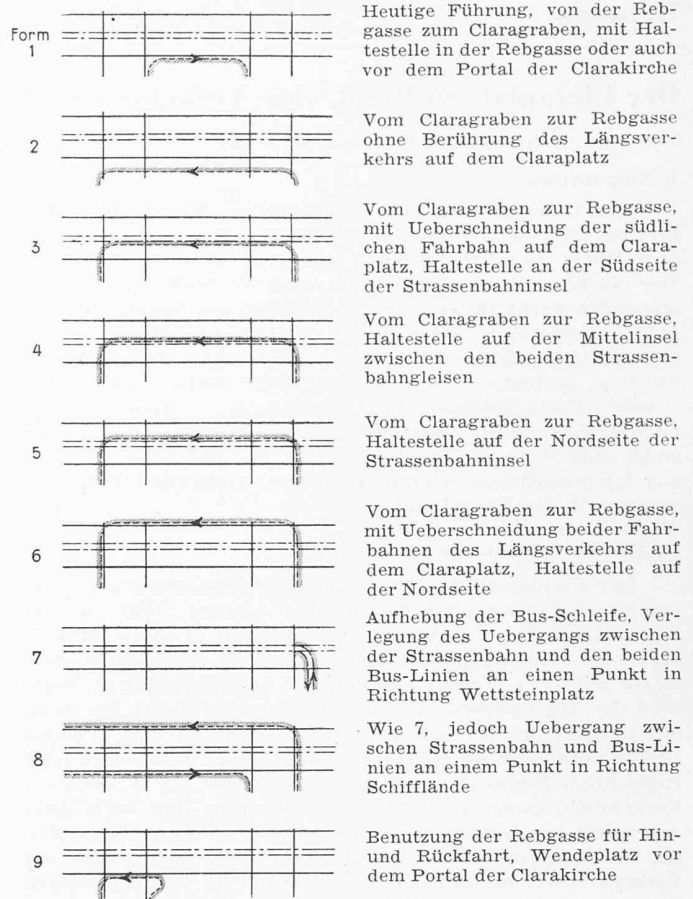 Form
1
Heutige Führung, von der Reb-
gasse zum Claragraben, mit Hal-
testelle in der Rebgasse oder auch
vor dem Portal der Clarakirche
2
Vom Claragraben zur Rebgasse
ohne Berührung des Längsver-
kehrs auf dem Claraplatz
3
Vom Claragraben zur Rebgasse,
mit Ueberschneidung der südli-
chen Fahrbahn auf dem Clara-
platz, Haltestelle an der Südseite
der Strassenbahninsel
4
Vom Claragraben zur Rebgasse,
Haltestelle auf der Mittelinsel
zwischen den beiden Strassen-
bahngleisen
5
Vom Claragraben zur Rebgasse,
Haltestelle auf der Nordseite der
Strassenbahninsel
6
Vom Claragraben zur Rebgasse,
mit Ueberschneidung beider Fahr-
bahnen des Längsverkehrs auf
dem Claraplatz, Haltestelle auf
der Nordseite
7
Aufhebung der Bus-Schleife, Ver-
legung des Uebergangs zwischen
der Strassenbahn und den beiden
Bus-Linien an einen Punkt in
Richtung Wettsteinplatz
8
Wie 7, jedoch Uebergang zwi-
schen Strassenbahn und Bus-Li-
nien an einem Punkt in Richtung
Schifflände
9
Benutzung der Rebgasse für Hin-
und Rückfahrt, Wendeplatz vor
dem Portal der Clarakirche